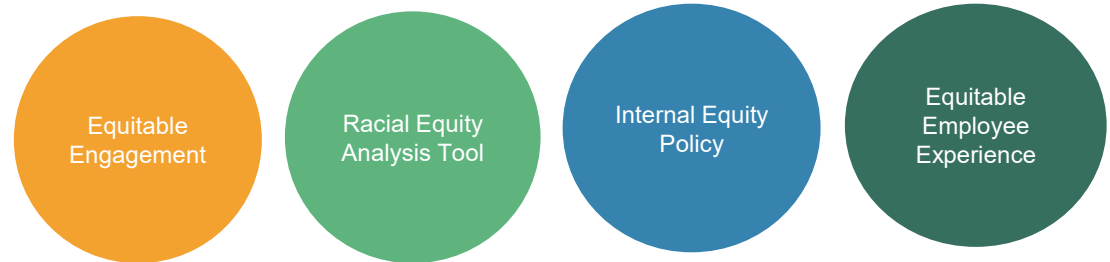 Equitable
Engagement
Racial Equity
Analysis Tool
Internal Equity
Policy
Equitable
Employee
Experience